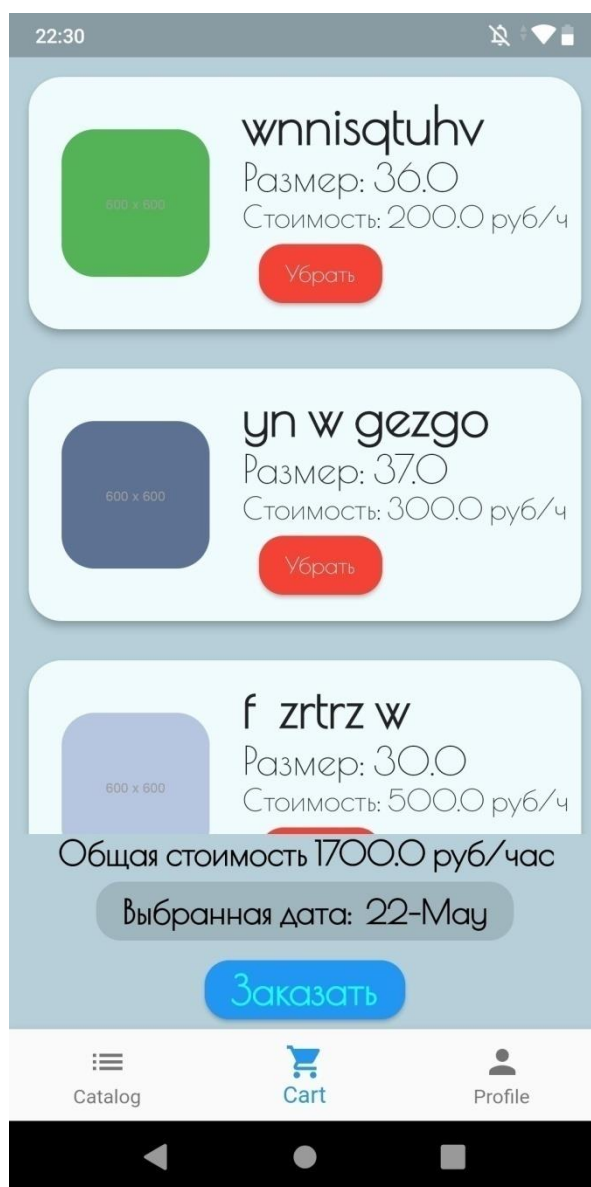 22:30
wnnisqtuhv
Размер: 36.0
Стоимость: 200.0 руб/ч
600 x 600
Убрать
yn w gezgo
Размер: 37.0
Стоимость: 300.0 руб/ч
600 x 600
Убрать
f zrtrz w
Размер: 30.0
Стоимость: 500.0 руб/ч
600 x 600
Общая стоимость 1700.0 руб/час
Выбранная дата: 22-May
Заказать
Catalog
Cart
Profile